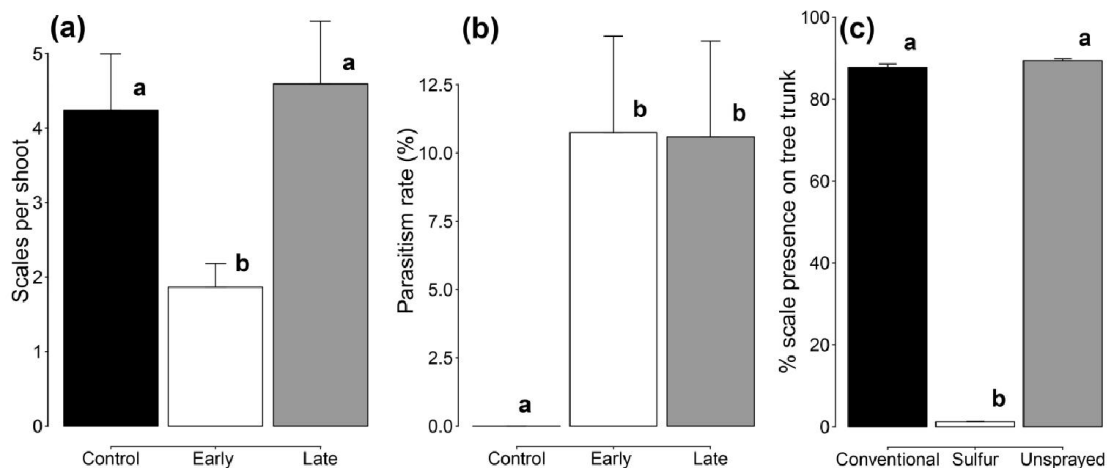 (a)
Scales per shoot
5
4
3
2
1
0
a
b
a
Control Early Late
(b)
Parasitism rate (%)
12.5
10.0
7.5
5.0
2.5
0.0
a
b
b
Control Early Late
(c)
% scale presence on tree trunk
100
80
60
40
20
0
a
b
a
Conventional Sulfur Unsprayed